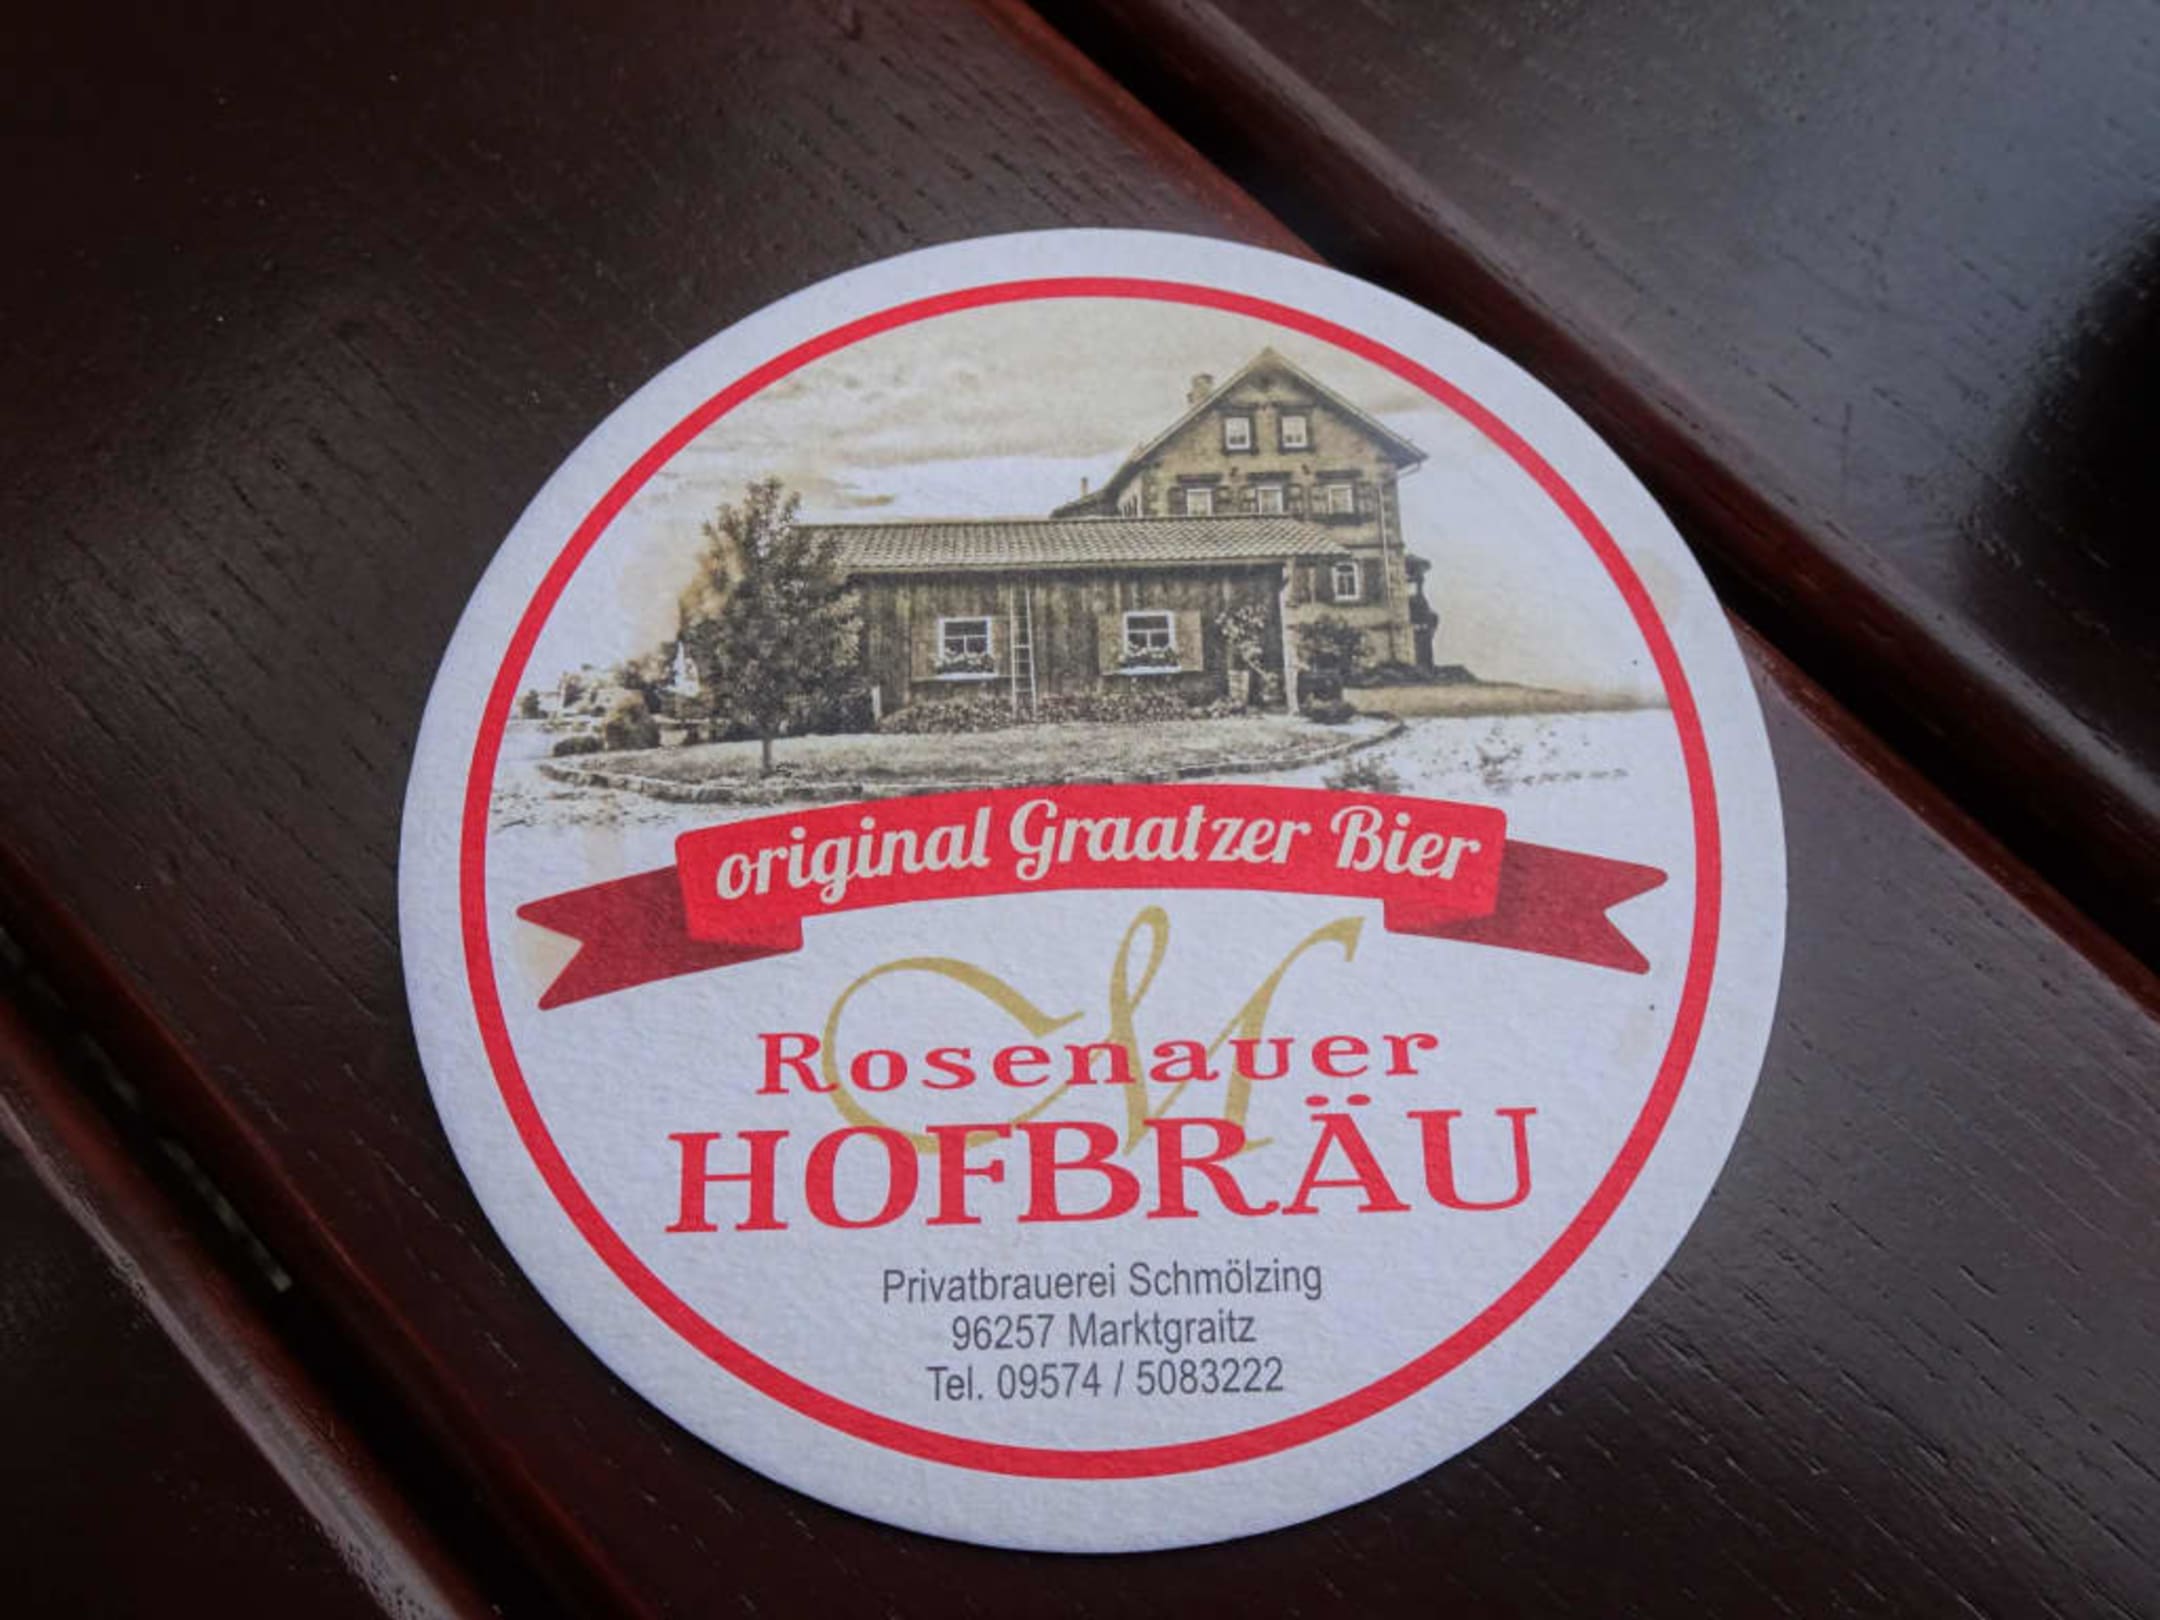 original Graatzer Bier
M
Rosenauer
HOFBRÄU
Privatbrauerei Schmölzing
96257 Marktgraitz
Tel. 09574 / 5083222